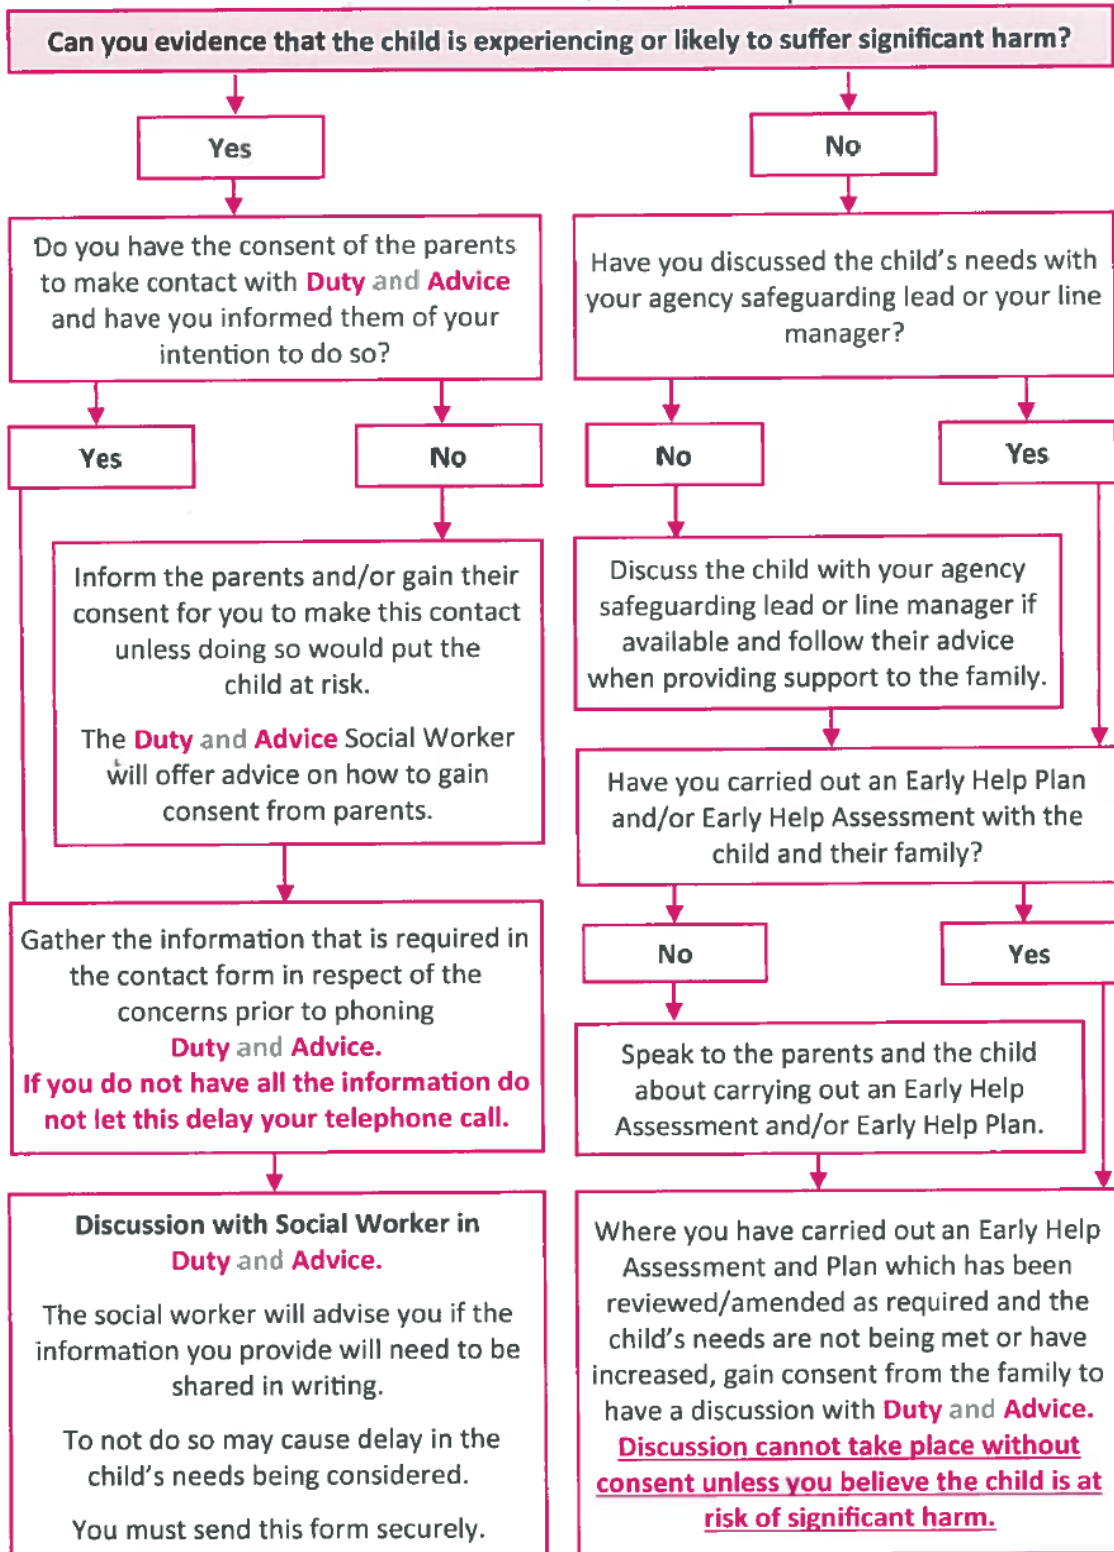 Can you evidence that the child is experiencing or likely to suffer significant harm?
Yes
No
Do you have the consent of the parents
to make contact with Duty and Advice
and have you informed them of your
intention to do so?
Have you discussed the child's needs with
your agency safeguarding lead or your line
manager?
Yes
No
No
Yes
Inform the parents and/or gain their
consent for you to make this contact
unless doing so would put the
child at risk.
The Duty and Advice Social Worker
will offer advice on how to gain
consent from parents.
Discuss the child with your agency
safeguarding lead or line manager if
available and follow their advice
when providing support to the family.
Have you carried out an Early Help Plan
and/or Early Help Assessment with the
child and their family?
Gather the information that is required in
the contact form in respect of the
concerns prior to phoning
Duty and Advice.
If you do not have all the information do
not let this delay your telephone call.
No
Yes
Speak to the parents and the child
about carrying out an Early Help
Assessment and/or Early Help Plan.
Discussion with Social Worker in
Duty and Advice.
The social worker will advise you if the
information you provide will need to be
shared in writing.
To not do so may cause delay in the
child's needs being considered.
You must send this form securely.
Where you have carried out an Early Help
Assessment and Plan which has been
reviewed/amended as required and the
child's needs are not being met or have
increased, gain consent from the family to
have a discussion with Duty and Advice.
Discussion cannot take place without
consent unless you believe the child is at
risk of significant harm.